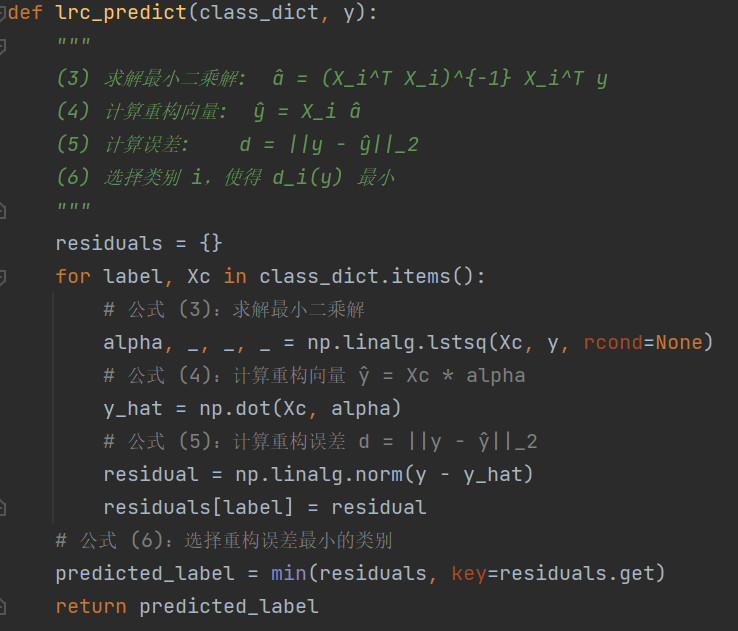 def lrc_predict(class_dict, y):
    """
    (3) 求解最小二乘解:  â = (X_i^T X_i)^{-1} X_i^T y
    (4) 计算重构向量:  ŷ = X_i â
    (5) 计算误差:    d = ||y - ŷ||_2
    (6) 选择类别 i，使得 d_i(y) 最小
    """
    residuals = {}
    for label, Xc in class_dict.items():
        # 公式 (3)：求解最小二乘解
        alpha, _, _, _ = np.linalg.lstsq(Xc, y, rcond=None)
        # 公式 (4)：计算重构向量 ŷ = Xc * alpha
        y_hat = np.dot(Xc, alpha)
        # 公式 (5)：计算重构误差 d = ||y - ŷ||_2
        residual = np.linalg.norm(y - y_hat)
        residuals[label] = residual
    # 公式 (6)：选择重构误差最小的类别
    predicted_label = min(residuals, key=residuals.get)
    return predicted_label